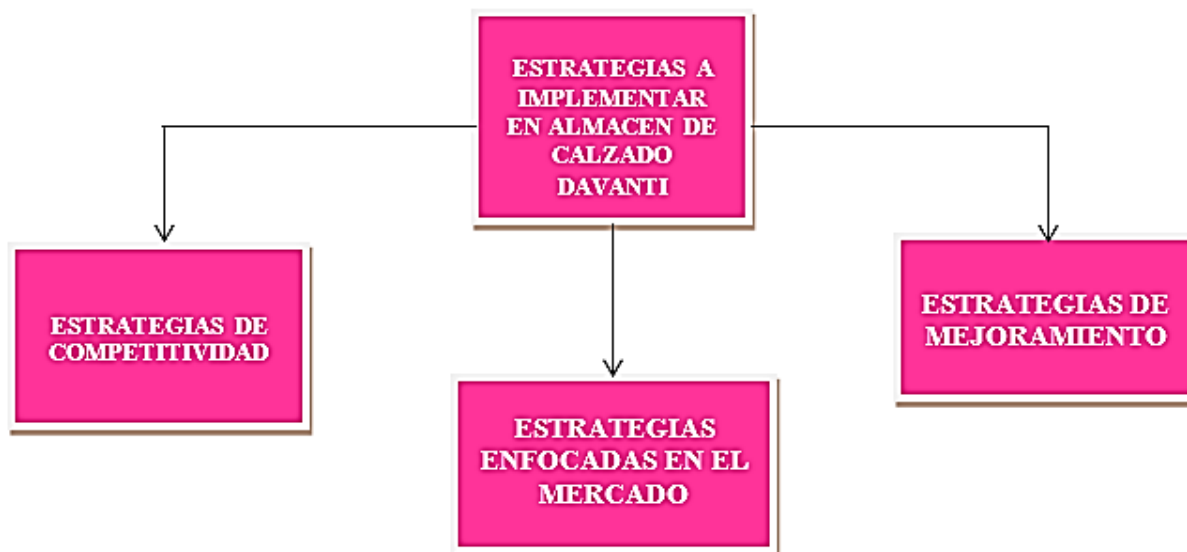 ESTRATEGIAS A
IMPLEMENTAR
EN ALMACEN DE
CALZADO
DAVANTI
ESTRATEGIAS DE
COMPETITIVIDAD
ESTRATEGIAS
ENFOCADAS EN EL
MERCADO
ESTRATEGIAS DE
MEJORAMIENTO